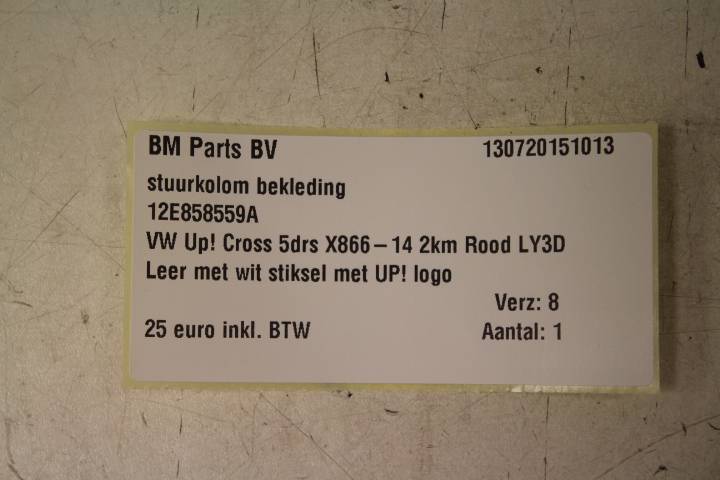 BM Parts BV 130720151013
stuurkolom bekleding
12E858559A
VW Up! Cross 5drs X866-14 2km Rood LY3D
Leer met wit stiksel met UP! logo
Verz: 8
25 euro inkl. BTW Aantal: 1